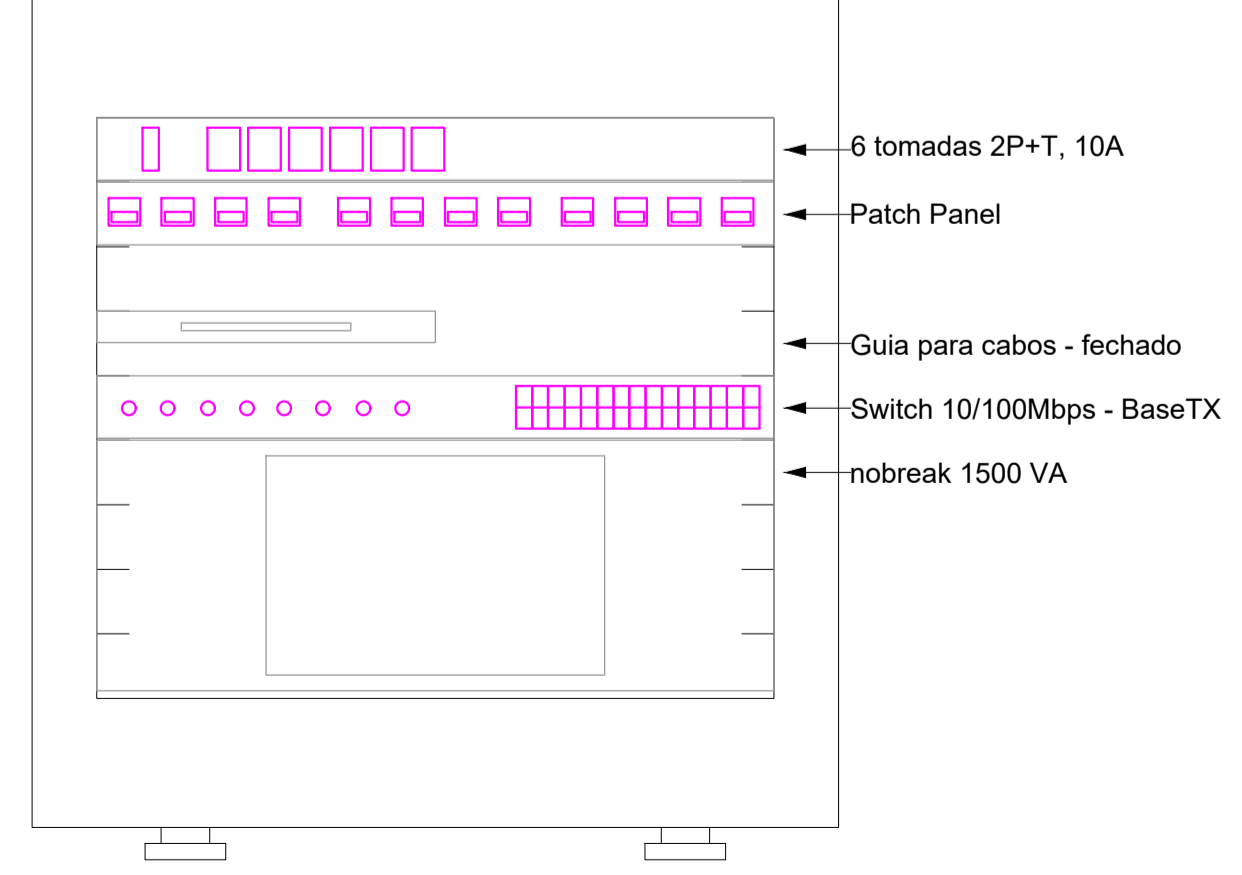 6 tomadas 2P+T, 10A
Patch Panel
Guia para cabos - fechado
Switch 10/100Mbps - BaseTX
nobreak 1500 VA